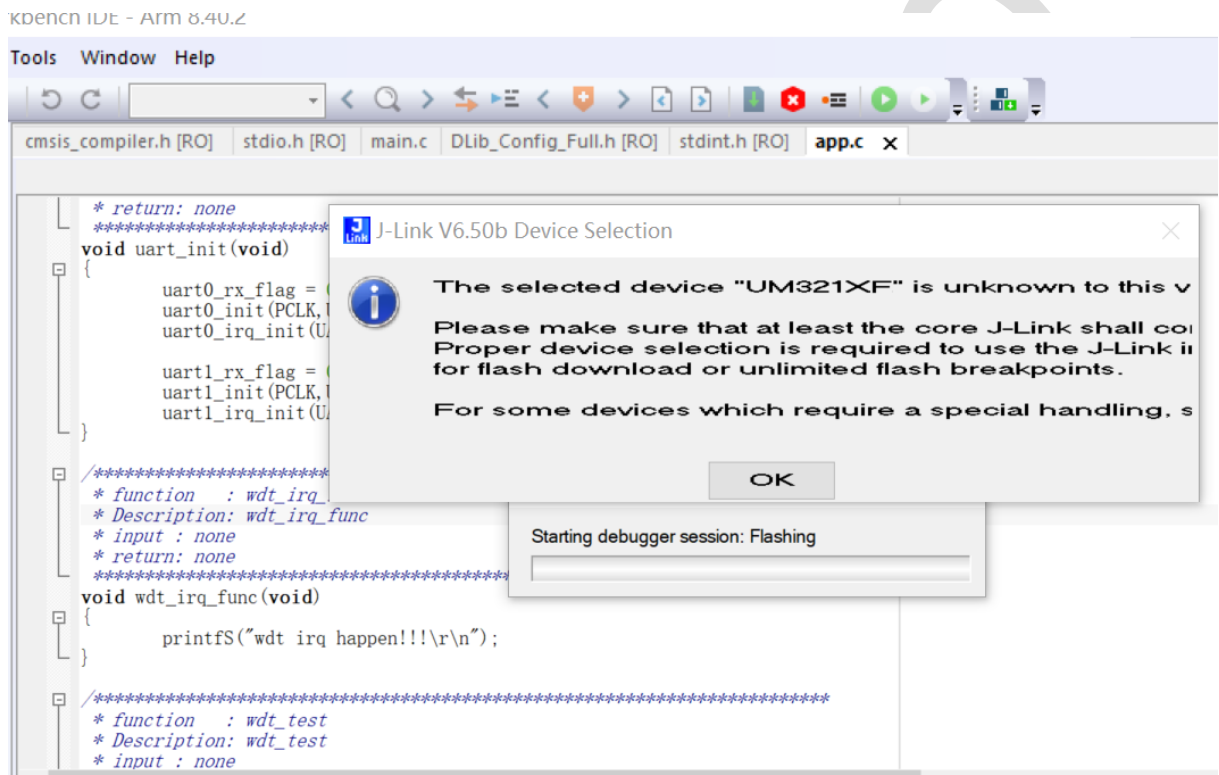 kbench IDE - Arm 8.40.2
Tools Window Help
cmsis_compiler.h [RO] stdio.h [RO] main.c DLib_Config_Full.h [RO] stdint.h [RO] app.c
* return: none
void uart_init(void)
{
uart0_rx_flag =
uart0_init(PCLK,
uart0_irq_init(U
uart1_rx_flag =
uart1_init(PCLK,
uart1_irq_init(U
}
J-Link V6.50b Device Selection
The selected device "UM321XF" is unknown to this v
Please make sure that at least the core J-Link shall
Proper device selection is required to use the J-Link
for flash download or unlimited flash breakpoints.
For some devices which require a special handling, s
OK
Starting debugger session: Flashing
/****************************
* function : wdt_irq_
* Description: wdt_irq_func
* input : none
* return: none
void wdt_irq_func(void)
{
printfS("wdt irq happen!!!\r\n");
}
* function : wdt_test
* Description: wdt_test
* input : none